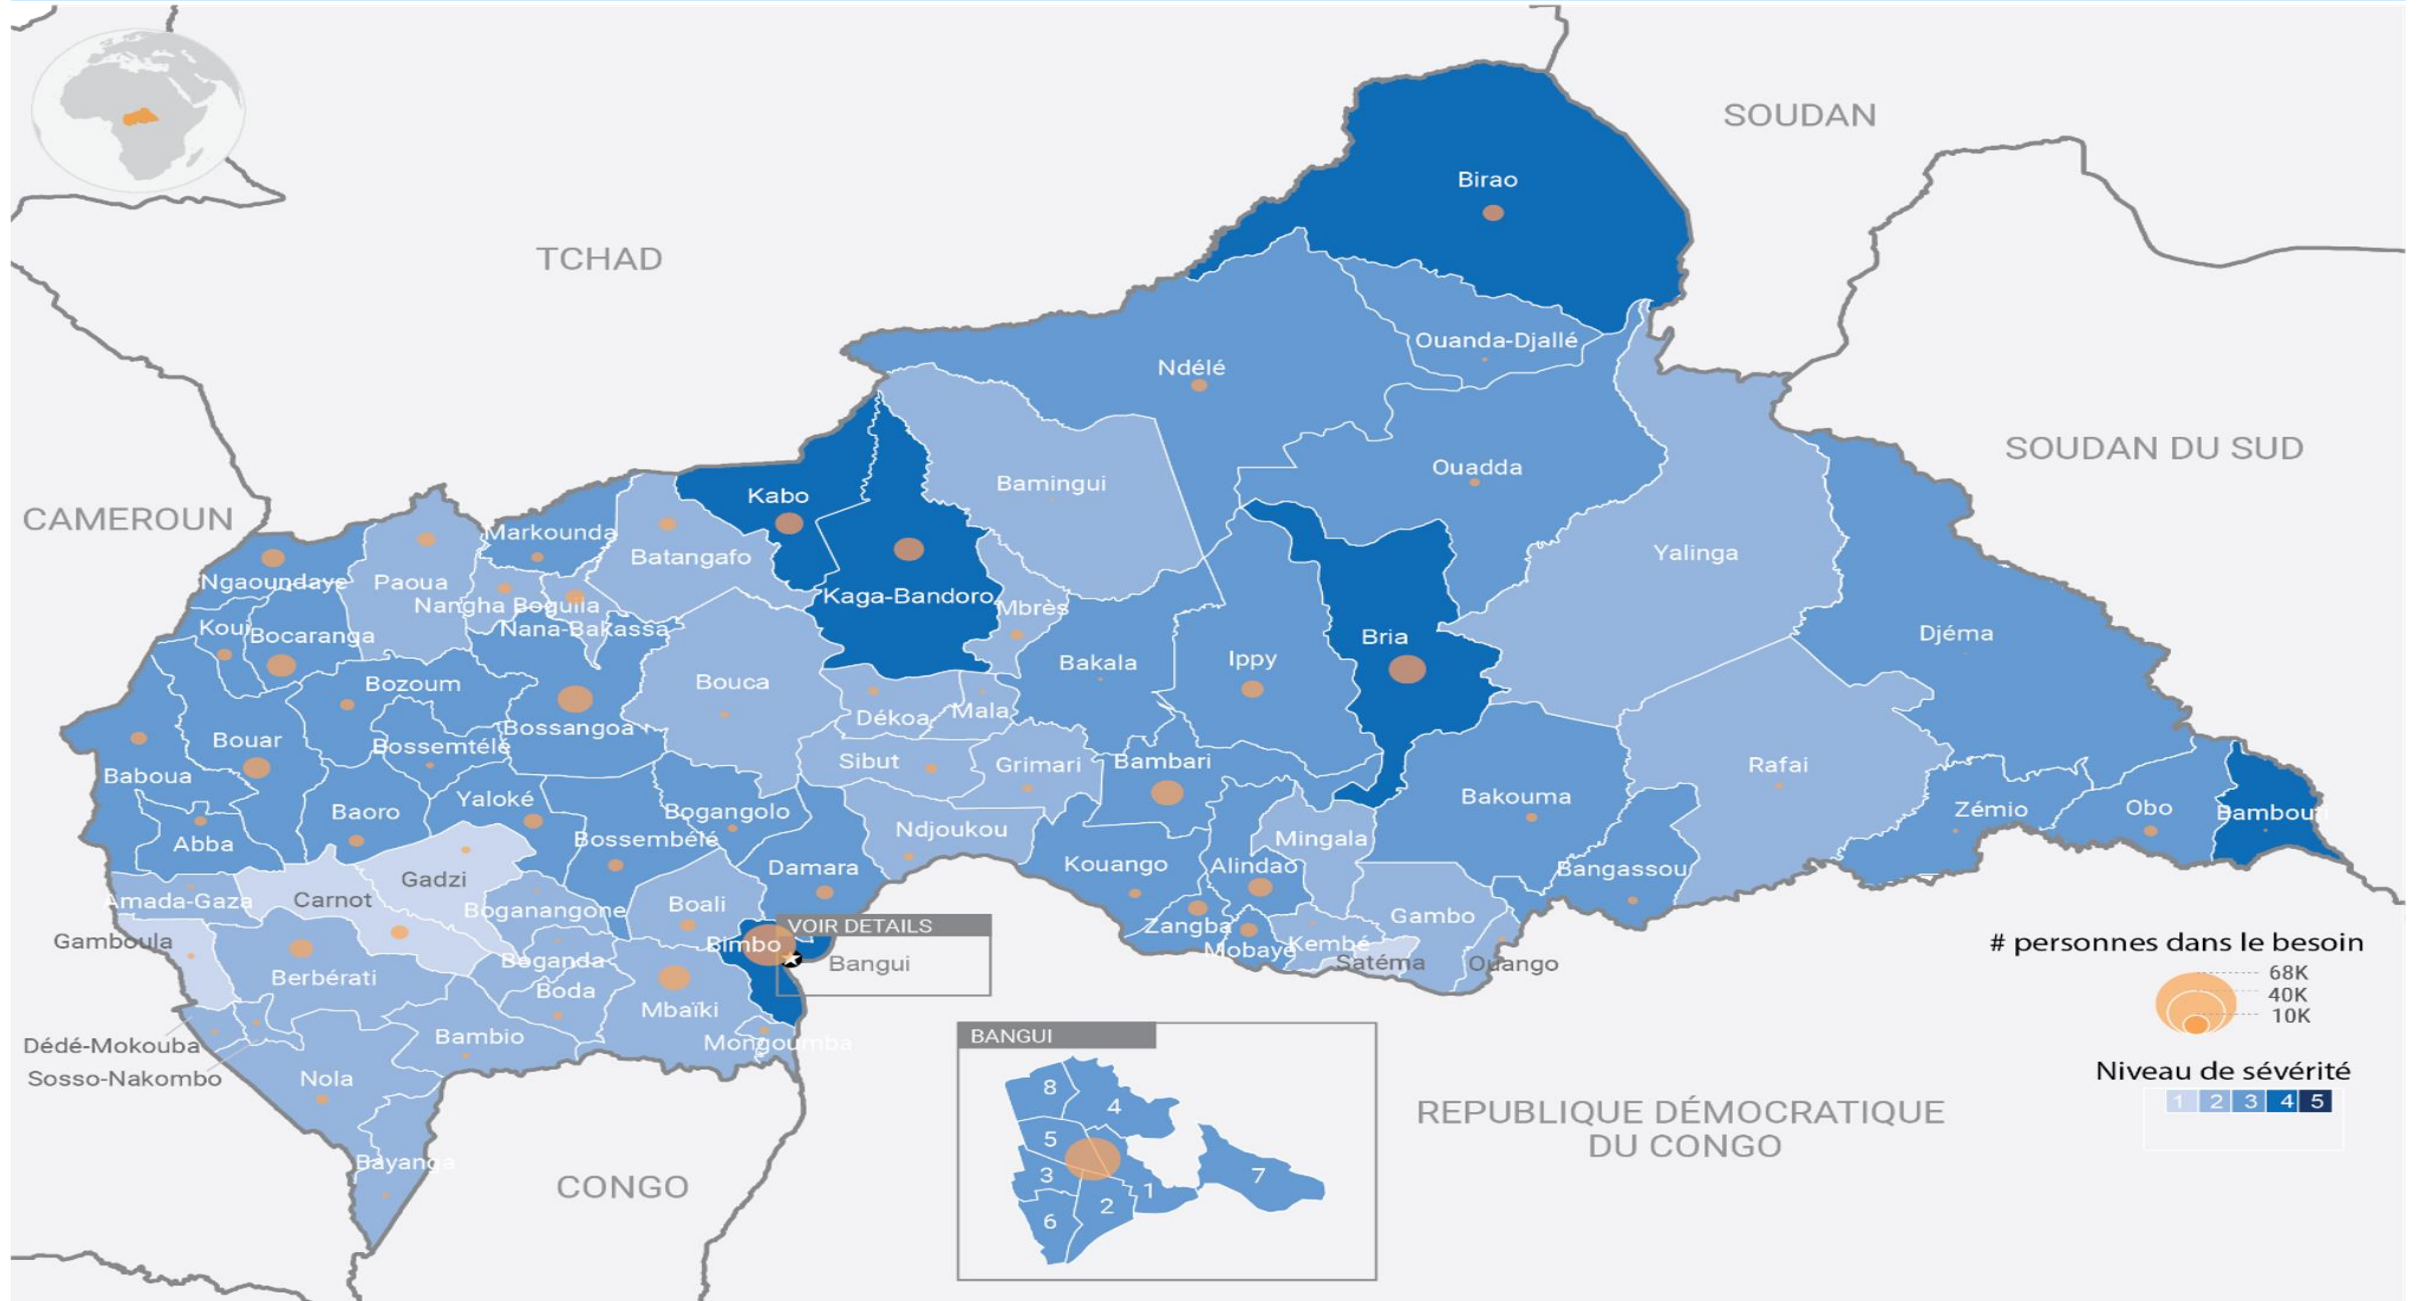 SOUDAN
Birao
TCHAD
Ouanda-Djallé
Ndélé
SOUDAN DU SUD
Ouadda
Bamingui
Kabo
CAMEROUN
Markounda
Batangafo
Yalinga
Ngaoundaye
Paoua
Kaga-Bandoro
Nangha Boguila
Mbrès
Koui
Bocaranga
Nana-Bakassa
Bria
Djéma
Ippy
Bakala
Bozoum
Bouca
Dékoa
Mala
Bossangoa
Bouar
Bossemtélé
Sibut
Grimari
Bambari
Rafai
Baboua
Yaloké
Bakouma
Baoro
Bogangolo
Zémio
Obo
Bambouti
Ndjoukou
Abba
Bossembélé
Mingala
Damara
Kouango
Alindao
Bangassou
Gadzi
Amada-Gaza
Carnot
Boganangone
Boali
Gambo
Zangba
VOIR DETAILS
Gamboula
Bimbo
Mobaye
Kembé
Satéma
Ouango
Bangui
Boganda
Berbérati
Boda
Mbaïki
Bambio
Mongoumba
Dédé-Mokouba
Sosso-Nakombo
Nola
Bayanga
CONGO
REPUBLIQUE DÉMOCRATIQUE
DU CONGO
BANGUI
8
4
5
3
7
1
2
6
# personnes dans le besoin
68K
40K
10K
Niveau de sévérité
1 2 3 4 5